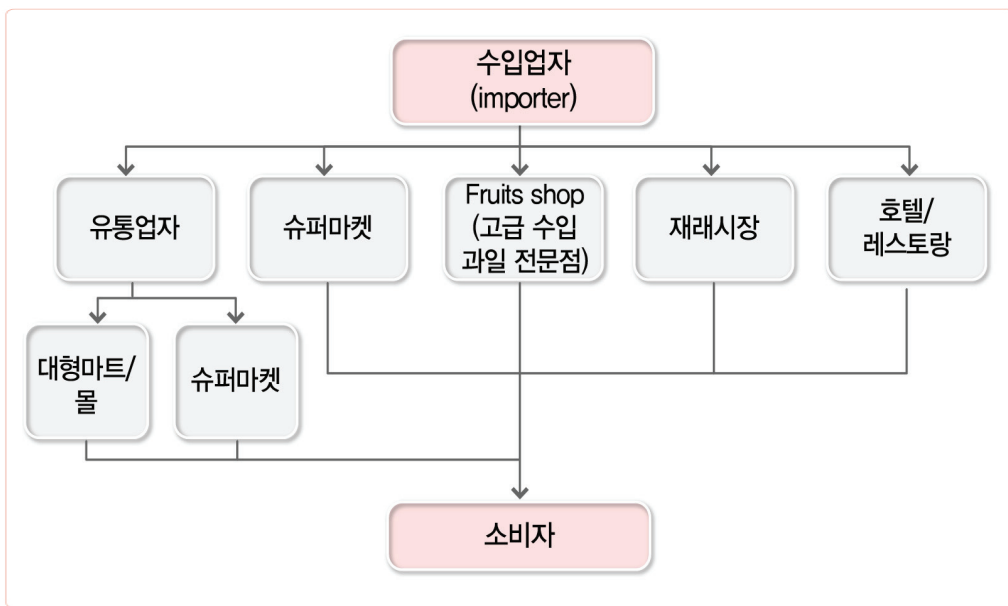 수입업자
(importer)
유통업자
슈퍼마켓
Fruits shop
(고급 수입
과일 전문점)
재래시장
호텔/
레스토랑
대형마트/
몰
슈퍼마켓
소비자